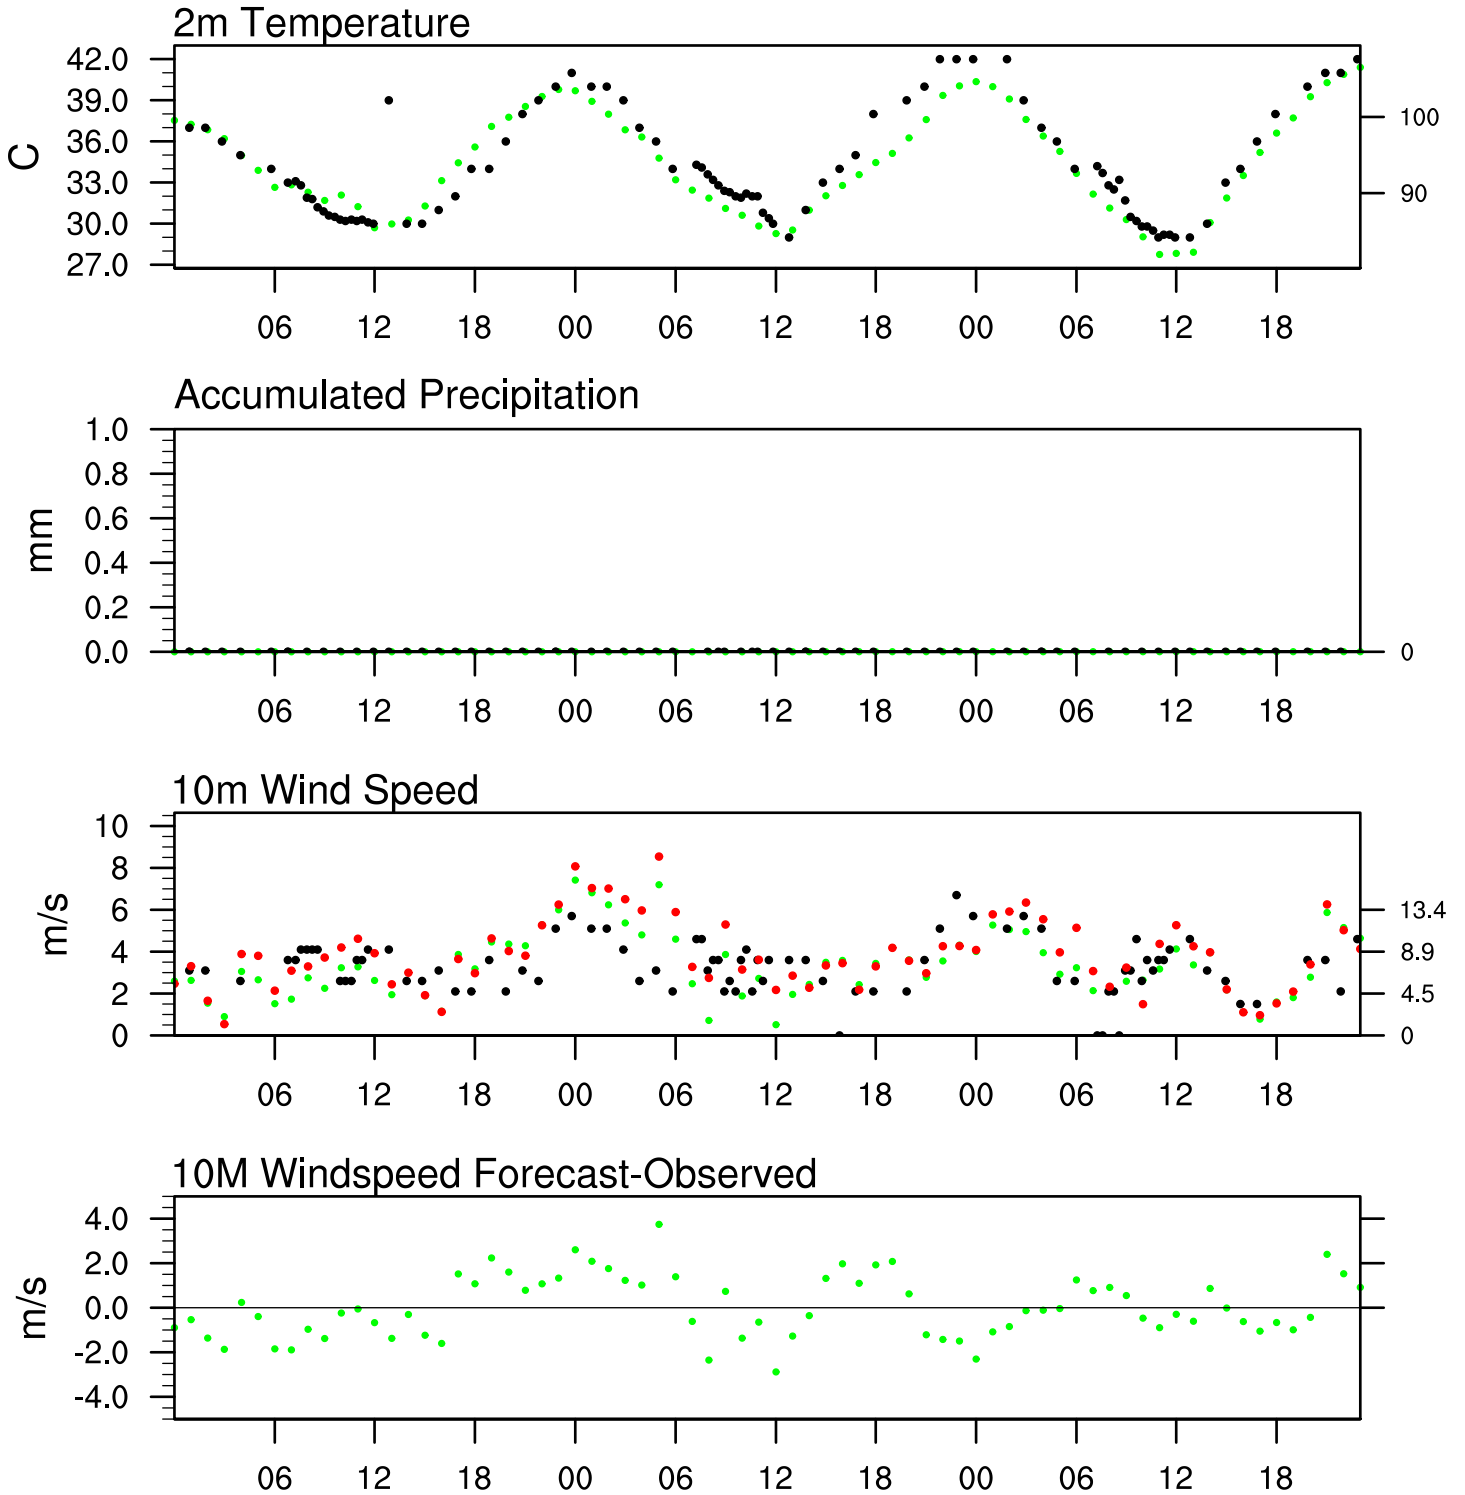 2m Temperature
42.0
39.0
36.0
33.0
30.0
27.0
C
100
90
06 12 18 00 06 12 18 00 06 12 18
Accumulated Precipitation
1.0
0.8
0.6
0.4
0.2
0.0
mm
0
06 12 18 00 06 12 18 00 06 12 18
10m Wind Speed
10
8
6
4
2
0
m/s
13.4
8.9
4.5
0
06 12 18 00 06 12 18 00 06 12 18
10M Windspeed Forecast-Observed
4.0
2.0
0.0
-2.0
-4.0
m/s
06 12 18 00 06 12 18 00 06 12 18